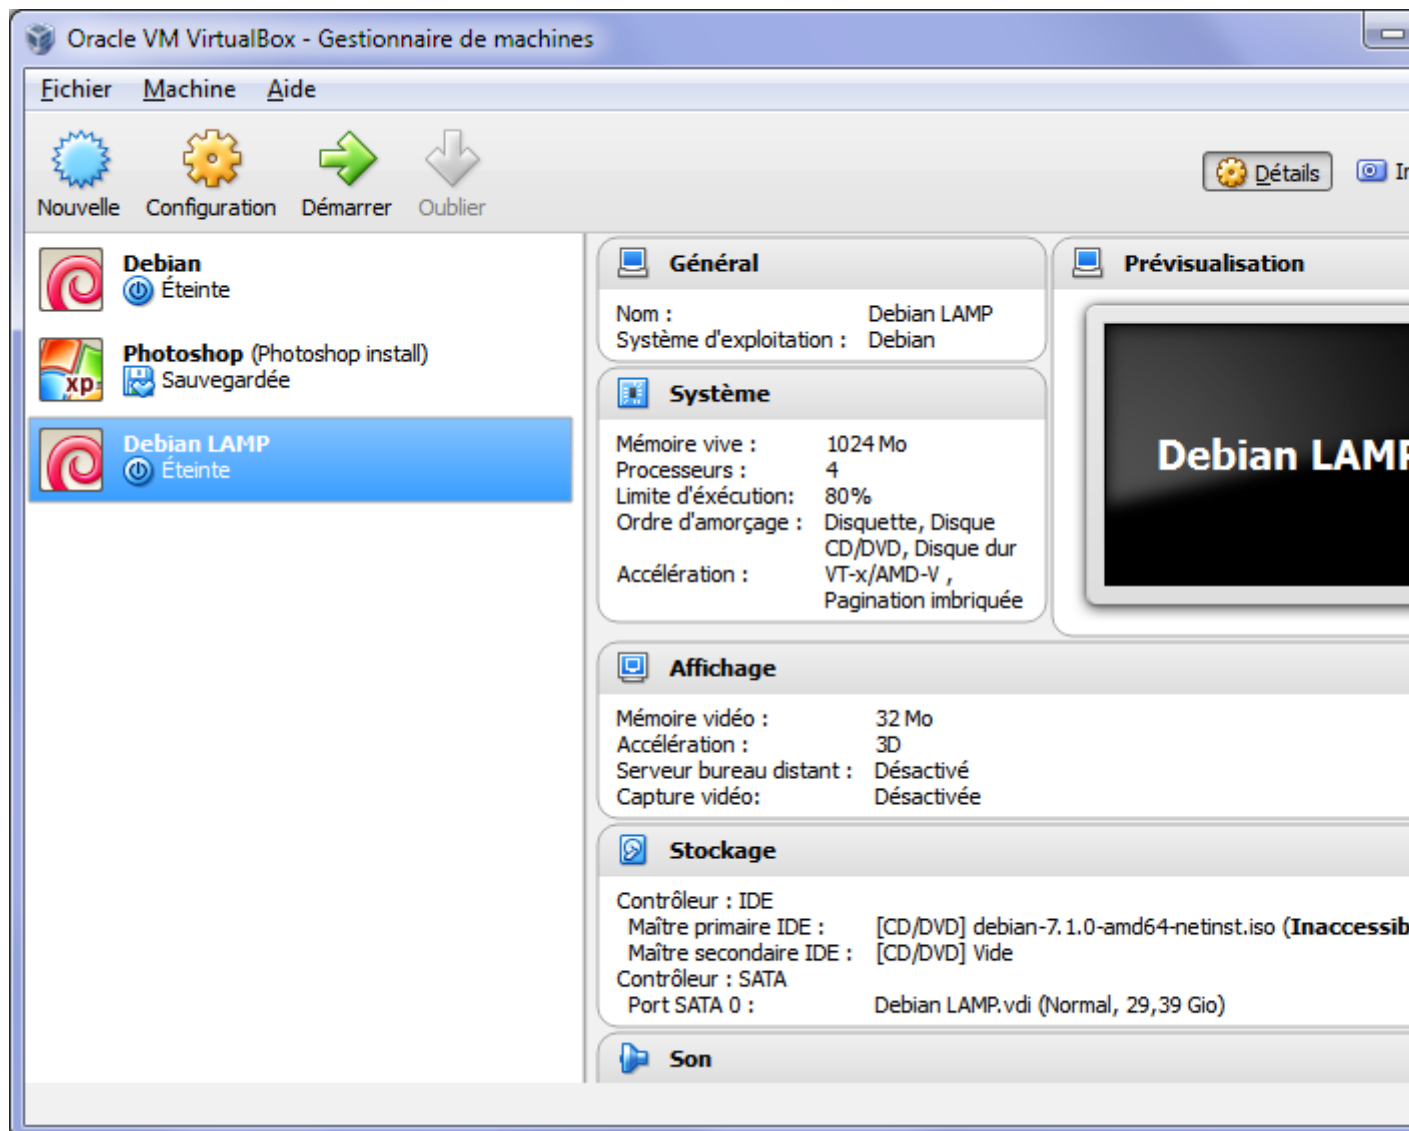 Oracle VM VirtualBox - Gestionnaire de machines
Fichier Machine Aide
Nouvelle Configuration Démarrer Oublier
Détails
Debian
Éteinte
xp
Photoshop (Photoshop install)
Sauvegardée
Debian LAMP
Éteinte
Général
Nom : Debian LAMP
Système d'exploitation : Debian
Système
Mémoire vive : 1024 Mo
Processeurs : 4
Limite d'éxécution: 80%
Ordre d'amorçage : Disquette, Disque
CD/DVD, Disque dur
Accélération : VT-x/AMD-V ,
Pagination imbriquée
Prévisualisation
Debian LAMP
Affichage
Mémoire vidéo : 32 Mo
Accélération : 3D
Serveur bureau distant : Désactivé
Capture vidéo: Désactivée
Stockage
Contrôleur : IDE
Maître primaire IDE : [CD/DVD] debian-7.1.0-amd64-netinst.iso (Inaccessib
Maître secondaire IDE : [CD/DVD] Vide
Contrôleur : SATA
Port SATA 0 : Debian LAMP.vdi (Normal, 29,39 Gio)
Son